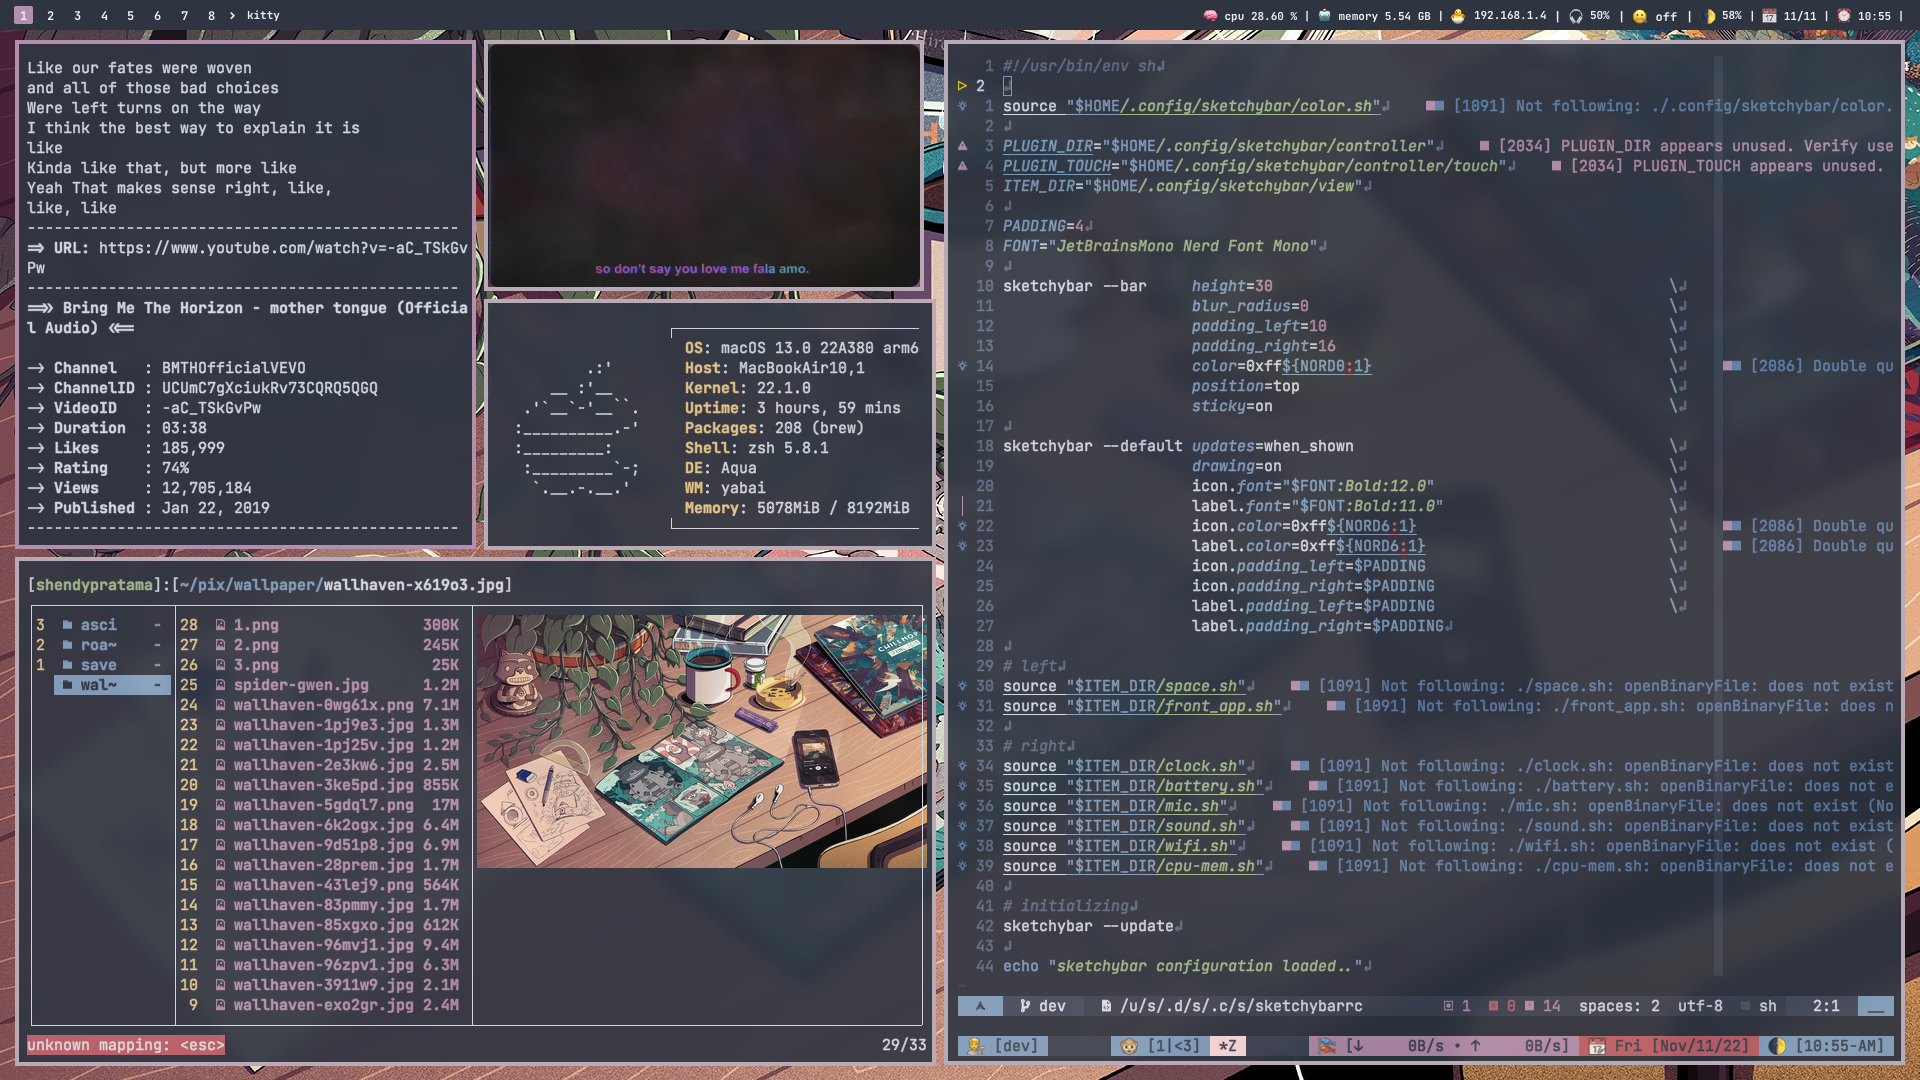 1 2 3 4 5 6 7 8 > kitty
cpu 28.60 % | memory 5.54 GB | 192.168.1.4 | 50% | off | 58% | 11/11 | 10:55 |
Like our fates were woven
and all of those bad choices
Were left turns on the way
I think the best way to explain it is
like
Kinda like that, but more like
Yeah That makes sense right, like,
like, like
------------------------------------------------
=> URL: https://www.youtube.com/watch?v=-aC_TSkGv
Pw
------------------------------------------------
==>> Bring Me The Horizon - mother tongue (Officia
l Audio) <<==
-> Channel : BMTHOfficialVEVO
-> ChannelID : UCUmC7gXciukRv73CQRQ5QGQ
-> VideoID : -aC_TSkGvPw
-> Duration : 03:38
-> Likes : 185,999
-> Rating : 74%
-> Views : 12,705,184
-> Published : Jan 22, 2019
------------------------------------------------
so don't say you love me fala amo.
OS: macOS 13.0 22A380 arm6
Host: MacBookAir10,1
Kernel: 22.1.0
Uptime: 3 hours, 59 mins
Packages: 208 (brew)
Shell: zsh 5.8.1
DE: Aqua
WM: yabai
Memory: 5078MiB / 8192MiB
[shendypratama]:[~/pix/wallpaper/wallhaven-x619o3.jpg]
3 asci -
2 roa~ -
1 save -
wal~ -
28 1.png 300K
27 2.png 245K
26 3.png 25K
25 spider-gwen.jpg 1.2M
24 wallhaven-0wg61x.png 7.1M
23 wallhaven-1pj9e3.jpg 1.3M
22 wallhaven-1pj25v.jpg 1.2M
21 wallhaven-2e3kw6.jpg 2.5M
20 wallhaven-3ke5pd.jpg 855K
19 wallhaven-5gdql7.png 17M
18 wallhaven-6k2ogx.jpg 6.4M
17 wallhaven-9d51p8.jpg 6.9M
16 wallhaven-28prem.jpg 1.7M
15 wallhaven-43lej9.png 564K
14 wallhaven-83pmmy.jpg 1.7M
13 wallhaven-85xgxo.jpg 612K
12 wallhaven-96mvj1.jpg 9.4M
11 wallhaven-96zpv1.jpg 6.3M
10 wallhaven-3911w9.jpg 2.1M
9 wallhaven-exo2gr.jpg 2.4M
unknown mapping: <esc>
29/33
1 #!/usr/bin/env sh↲
2 ↲
1 source "$HOME/.config/sketchybar/color.sh"↲ [1091] Not following: ./.config/sketchybar/color.
2 ↲
3 PLUGIN_DIR="$HOME/.config/sketchybar/controller"↲ [2034] PLUGIN_DIR appears unused. Verify use
4 PLUGIN_TOUCH="$HOME/.config/sketchybar/controller/touch"↲ [2034] PLUGIN_TOUCH appears unused.
5 ITEM_DIR="$HOME/.config/sketchybar/view"↲
6 ↲
7 PADDING=4↲
8 FONT="JetBrainsMono Nerd Font Mono"↲
9 ↲
10 sketchybar --bar height=30 \↲
11 blur_radius=0 \↲
12 padding_left=10 \↲
13 padding_right=16 \↲
14 color=0xff${NORD0:1} \↲ [2086] Double qu
15 position=top \↲
16 sticky=on \↲
17 ↲
18 sketchybar --default updates=when_shown \↲
19 drawing=on \↲
20 icon.font="$FONT:Bold:12.0" \↲
21 label.font="$FONT:Bold:11.0" \↲
22 icon.color=0xff${NORD6:1} \↲ [2086] Double qu
23 label.color=0xff${NORD6:1} \↲ [2086] Double qu
24 icon.padding_left=$PADDING \↲
25 icon.padding_right=$PADDING \↲
26 label.padding_left=$PADDING \↲
27 label.padding_right=$PADDING↲
28 ↲
29 # left↲
30 source "$ITEM_DIR/space.sh"↲ [1091] Not following: ./space.sh: openBinaryFile: does not exist
31 source "$ITEM_DIR/front_app.sh"↲ [1091] Not following: ./front_app.sh: openBinaryFile: does n
32 ↲
33 # right↲
34 source "$ITEM_DIR/clock.sh"↲ [1091] Not following: ./clock.sh: openBinaryFile: does not exist
35 source "$ITEM_DIR/battery.sh"↲ [1091] Not following: ./battery.sh: openBinaryFile: does not e
36 source "$ITEM_DIR/mic.sh"↲ [1091] Not following: ./mic.sh: openBinaryFile: does not exist (No
37 source "$ITEM_DIR/sound.sh"↲ [1091] Not following: ./sound.sh: openBinaryFile: does not exist
38 source "$ITEM_DIR/wifi.sh"↲ [1091] Not following: ./wifi.sh: openBinaryFile: does not exist (
39 source "$ITEM_DIR/cpu-mem.sh"↲ [1091] Not following: ./cpu-mem.sh: openBinaryFile: does not e
40 ↲
41 # initializing↲
42 sketchybar --update↲
43 ↲
44 echo "sketchybar configuration loaded.."↲
dev /u/s/.d/s/.c/s/sketchybarrc 1 0 14 spaces: 2 utf-8 sh 2:1
[dev] [1|<3] *Z [↓ 0B/s • ↑ 0B/s] Fri [Nov/11/22] [10:55-AM]